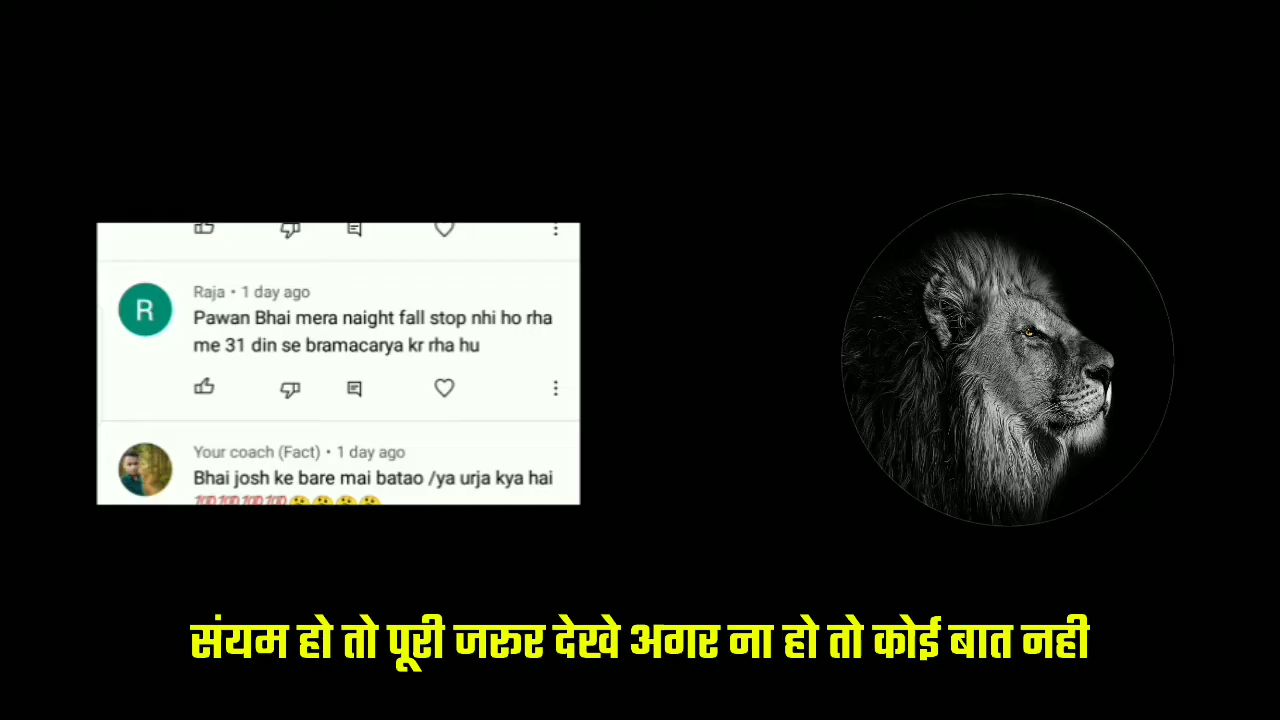 Raja • 1 day ago
Pawan Bhai mera naight fall stop nhi ho rha
me 31 din se bramacarya kr rha hu
R
Your coach (Fact) • 1 day ago
Bhai josh ke bare mai batao /ya urja kya hai
💯💯💯💯🤔🤔🤔🤔
संयम हो तो पूरी जरूर देखे अगर ना हो तो कोई बात नही